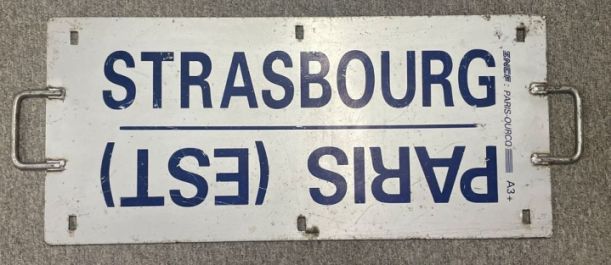 STRASBOURG
PARIS (EST)
SNCF : PARIS-OURCQ A3+